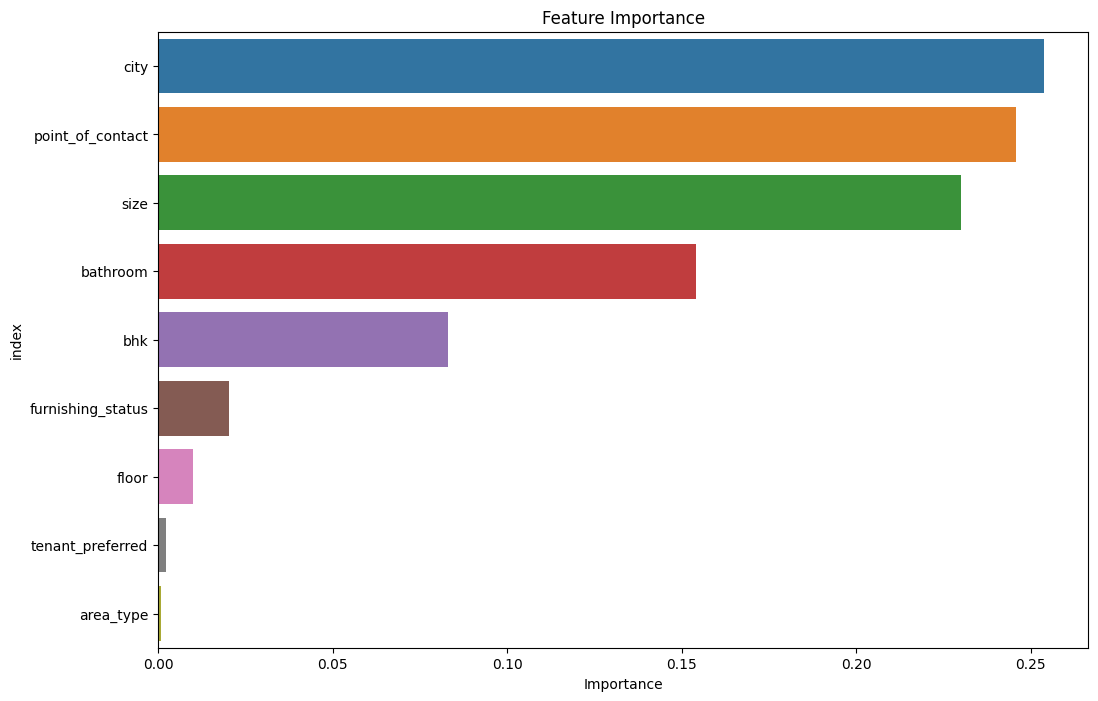 Feature Importance
city
point_of_contact
size
bathroom
bhk
furnishing_status
floor
tenant_preferred
area_type
index
0.00 0.05 0.10 0.15 0.20 0.25
Importance